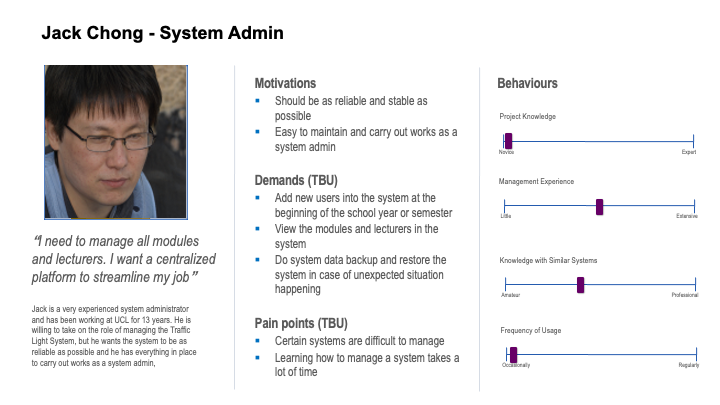 Jack Chong - System Admin
“I need to manage all modules
and lecturers. I want a centralized
platform to streamline my job”
Jack is a very experienced system administrator
and has been working at UCL for 13 years. He is
willing to take on the role of managing the Traffic
Light System, but he wants the system to be as
reliable as possible and he has everything in place
to carry out works as a system admin,
Motivations
Should be as reliable and stable as
possible
Easy to maintain and carry out works as a
system admin
Demands (TBU)
Add new users into the system at the
beginning of the school year or semester
View the modules and lecturers in the
system
Do system data backup and restore the
system in case of unexpected situation
happening
Pain points (TBU)
Certain systems are difficult to manage
Learning how to manage a system takes a
lot of time
Behaviours
Project Knowledge
Novice Expert
Management Experience
Little Extensive
Knowledge with Similar Systems
Amateur Professional
Frequency of Usage
Occasionally Regularly